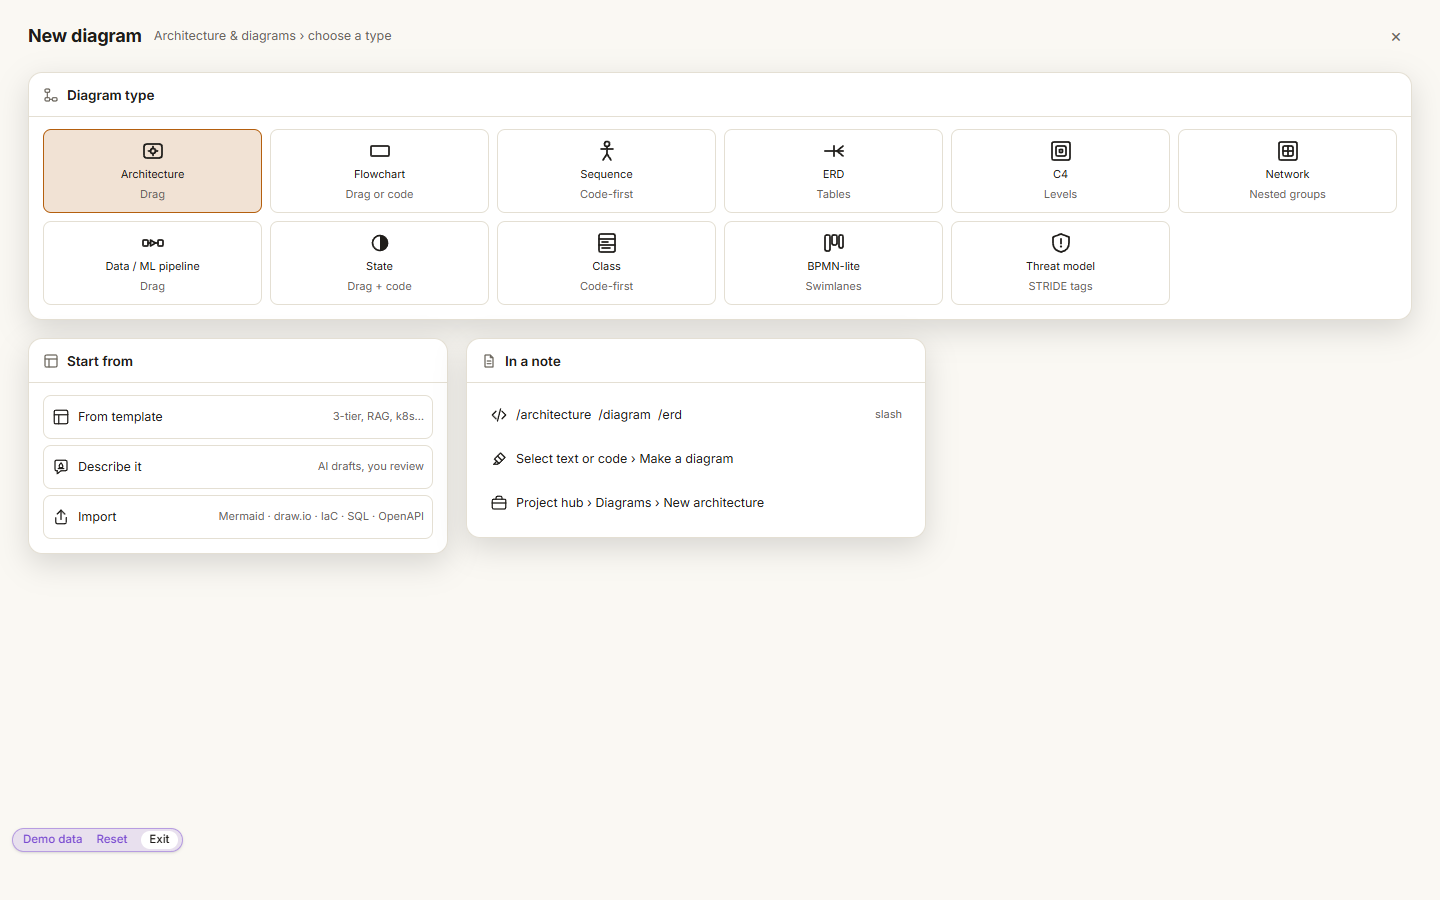 New diagram Architecture & diagrams › choose a type
Diagram type
Architecture
Drag
Flowchart
Drag or code
Sequence
Code-first
ERD
Tables
C4
Levels
Network
Nested groups
Data / ML pipeline
Drag
State
Drag + code
Class
Code-first
BPMN-lite
Swimlanes
Threat model
STRIDE tags
Start from
From template 3-tier, RAG, k8s...
Describe it AI drafts, you review
Import Mermaid · draw.io · IaC · SQL · OpenAPI
In a note
/architecture /diagram /erd slash
Select text or code › Make a diagram
Project hub › Diagrams › New architecture
Demo data Reset Exit